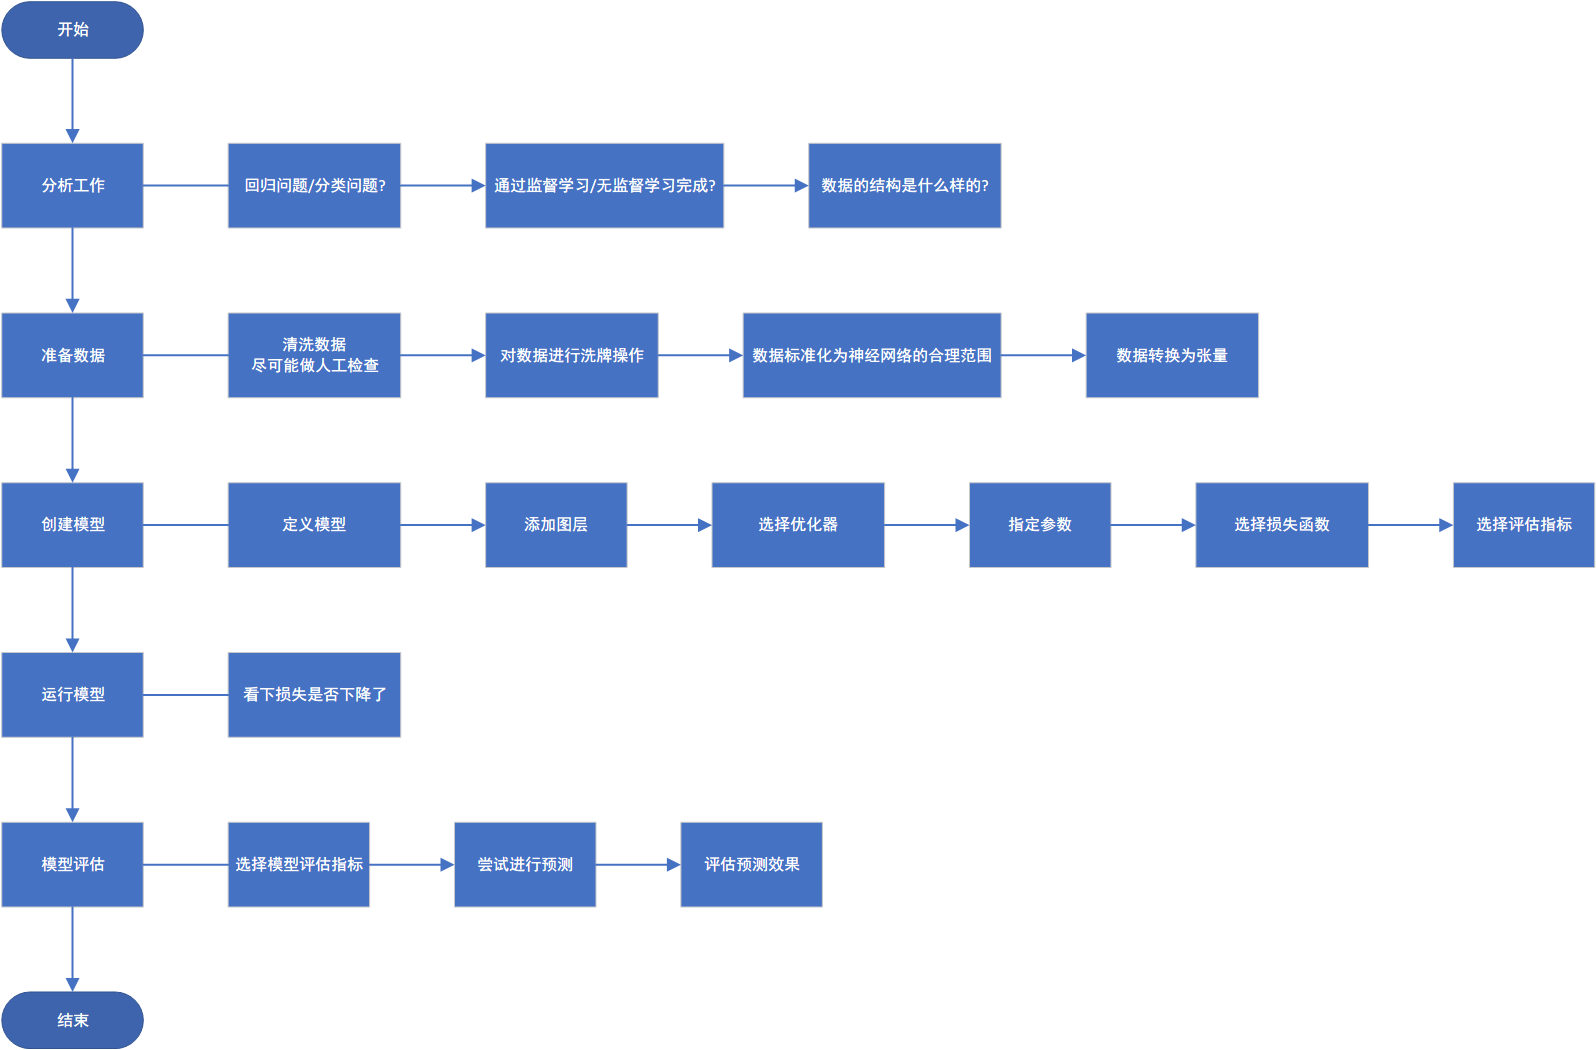 开始
分析工作
回归问题/分类问题?
通过监督学习/无监督学习完成?
数据的结构是什么样的?
准备数据
清洗数据
尽可能做人工检查
对数据进行洗牌操作
数据标准化为神经网络的合理范围
数据转换为张量
创建模型
定义模型
添加图层
选择优化器
指定参数
选择损失函数
选择评估指标
运行模型
看下损失是否下降了
模型评估
选择模型评估指标
尝试进行预测
评估预测效果
结束